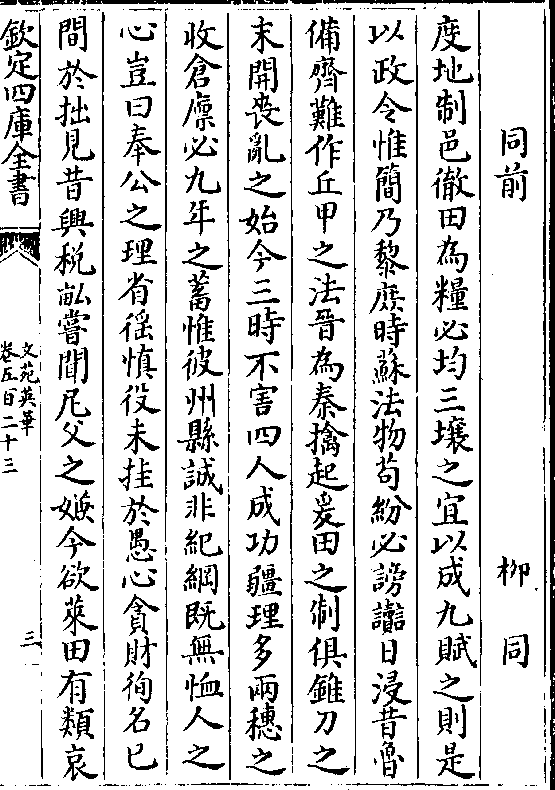 同前　柳同
度地制邑徹田為糧必均三壤之宜以成九賦之則是
以政令惟簡乃黎庶時蘇法物苟紛必謗讟日浸昔魯
備齊難作丘甲之法晉為秦擒起爰田之制俱錐刀之
末開喪亂之始今三時不害四人成功疆理多兩穗之
收倉廪必九年之蓄惟彼州縣誠非紀綱既無恤人之
心豈曰奉公之理省徭慎役未挂於愚心貪財徇名已
間於拙見昔興税畝嘗聞尼父之嫌今欲萊田有類哀
欽定四庫全書
文苑英華
卷五百二十三
三